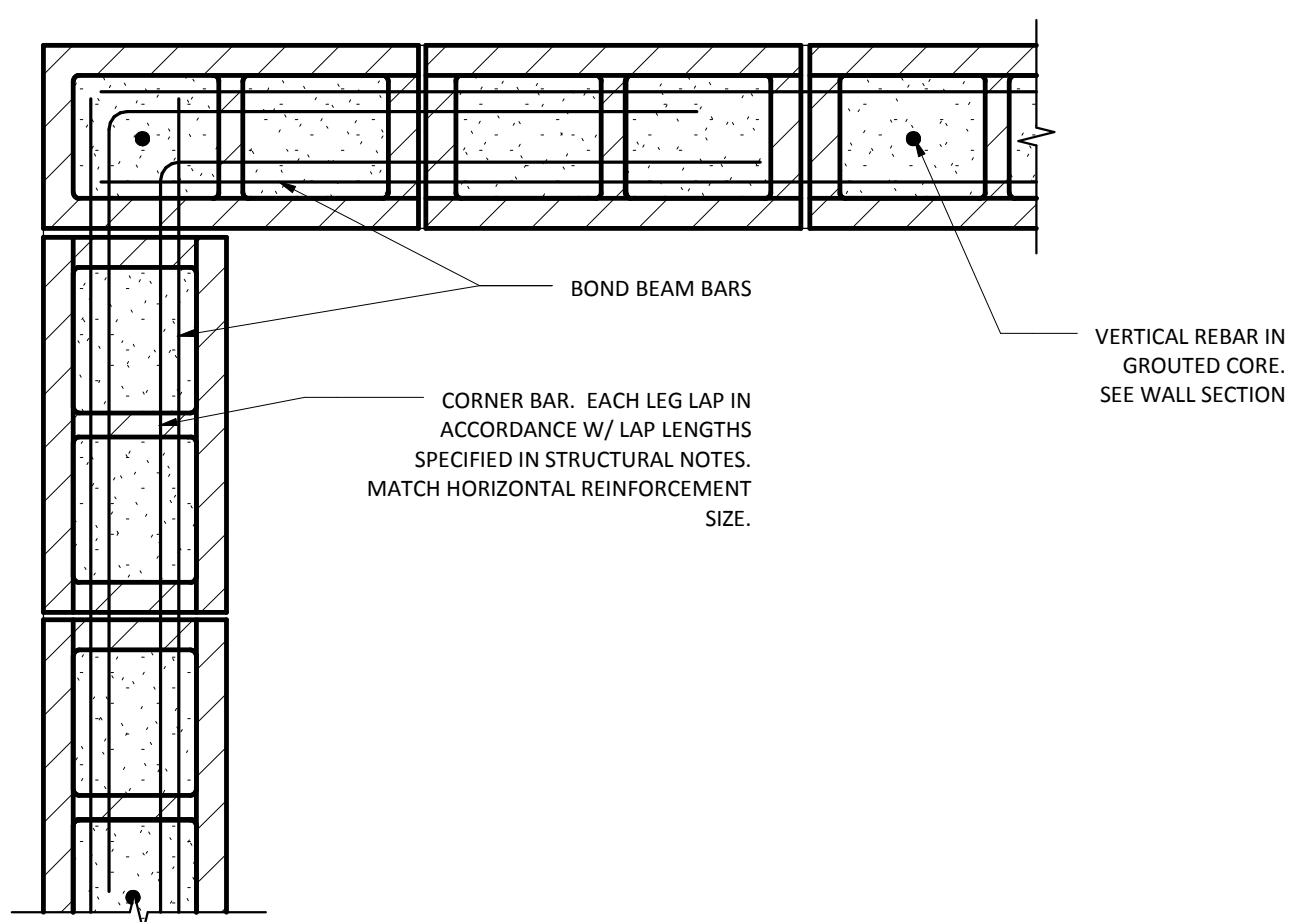 BOND BEAM BARS
VERTICAL REBAR IN
GROUTED CORE.
SEE WALL SECTION
CORNER BAR. EACH LEG LAP IN
ACCORDANCE W/ LAP LENGTHS
SPECIFIED IN STRUCTURAL NOTES.
MATCH HORIZONTAL REINFORCEMENT
SIZE.